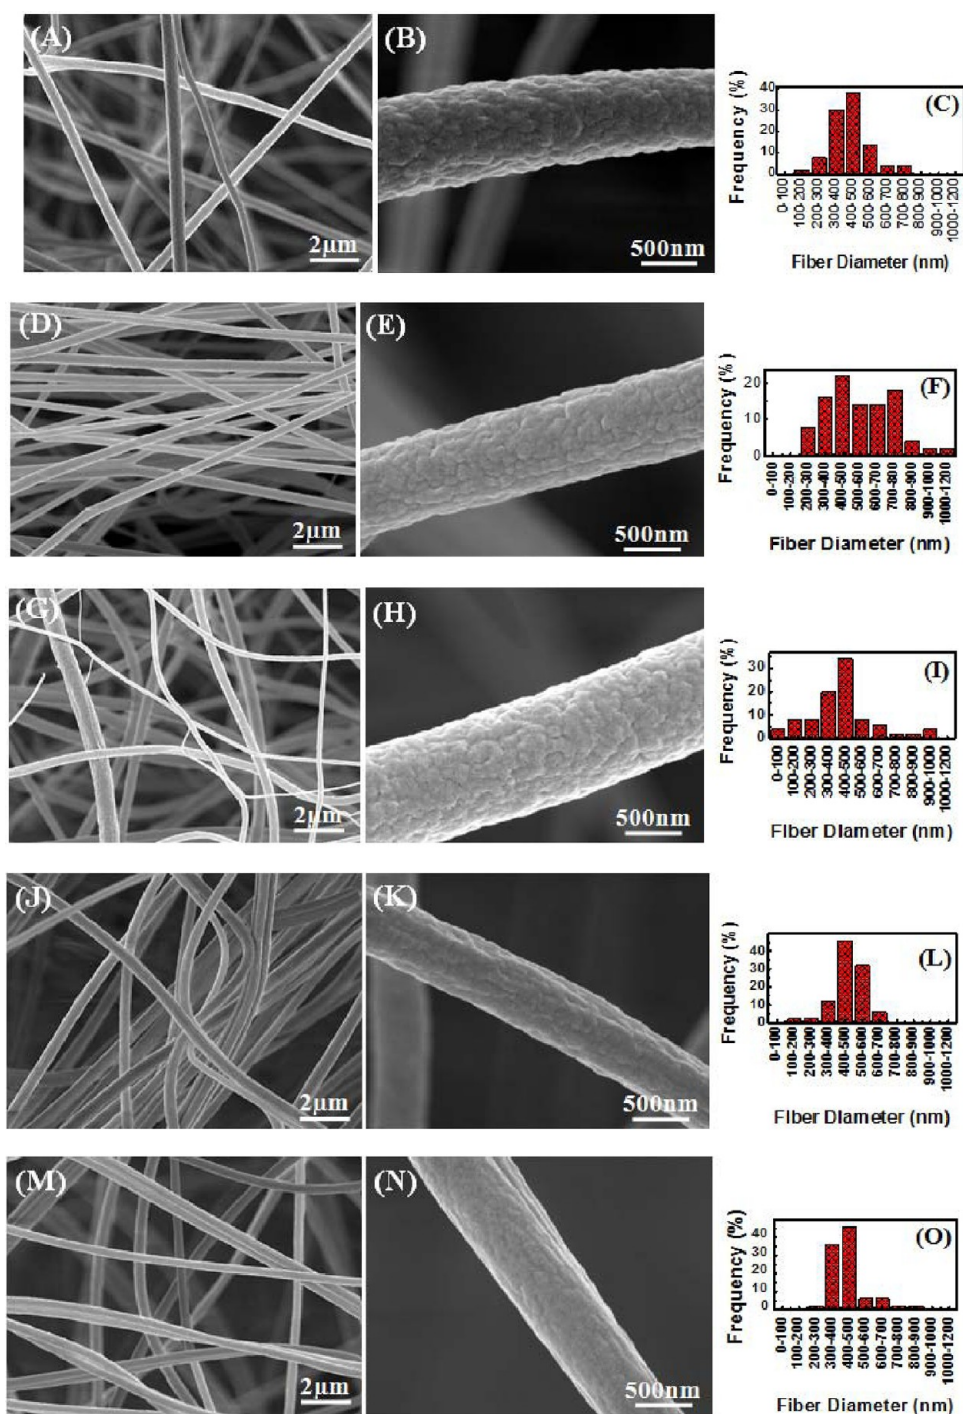 (A)
2µm
(B)
500nm
(C)
Frequency (%)
40
30
20
10
0
0-100
100-200
200-300
300-400
400-500
500-600
600-700
700-800
800-900
900-1000
1000-1200
Fiber Diameter (nm)
(D)
2µm
(E)
500nm
(F)
Frequency (%)
20
10
0
0-100
100-200
200-300
300-400
400-500
500-600
600-700
700-800
800-900
900-1000
1000-1200
Fiber Diameter (nm)
(G)
2µm
(H)
500nm
(I)
Frequency (%)
30
20
10
0
0-100
100-200
200-300
300-400
400-500
500-600
600-700
700-800
800-900
900-1000
1000-1200
Fiber Diameter (nm)
(J)
2µm
(K)
500nm
(L)
Frequency (%)
40
30
20
10
0
0-100
100-200
200-300
300-400
400-500
500-600
600-700
700-800
800-900
900-1000
1000-1200
Fiber Diameter (nm)
(M)
2µm
(N)
500nm
(O)
Frequency (%)
40
30
20
10
0
0-100
100-200
200-300
300-400
400-500
500-600
600-700
700-800
800-900
900-1000
1000-1200
Fiber Diameter (nm)